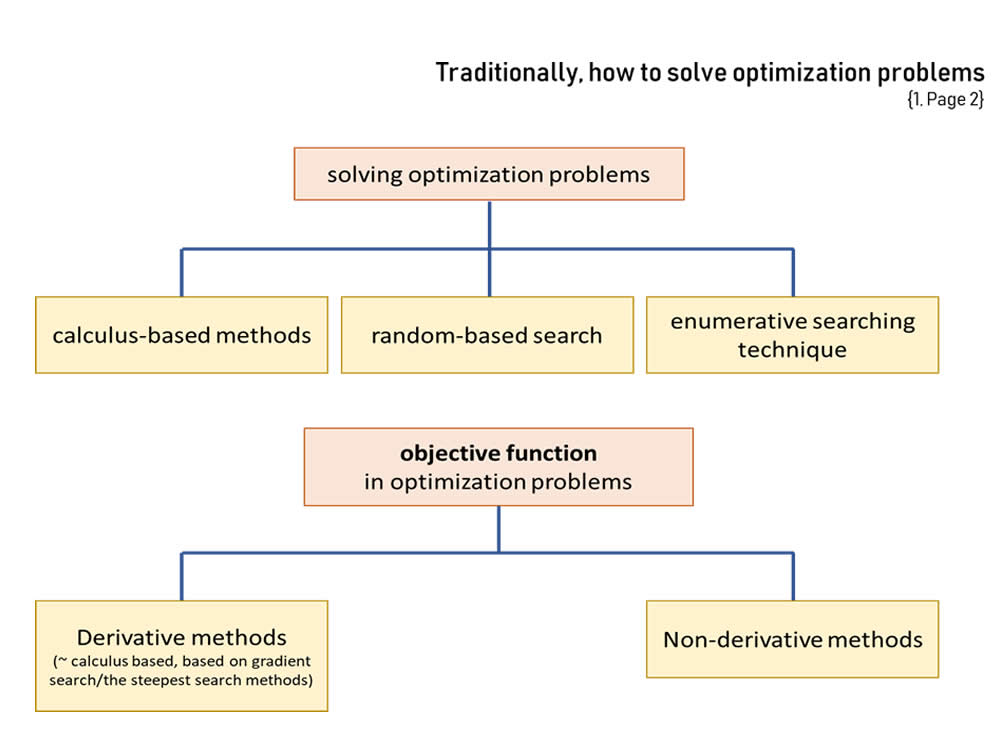 Traditionally, how to solve optimization problems
{1. Page 2}
solving optimization problems
calculus-based methods
random-based search
enumerative searching
technique
objective function
in optimization problems
Derivative methods
(~ calculus based, based on gradient
search/the steepest search methods)
Non-derivative methods